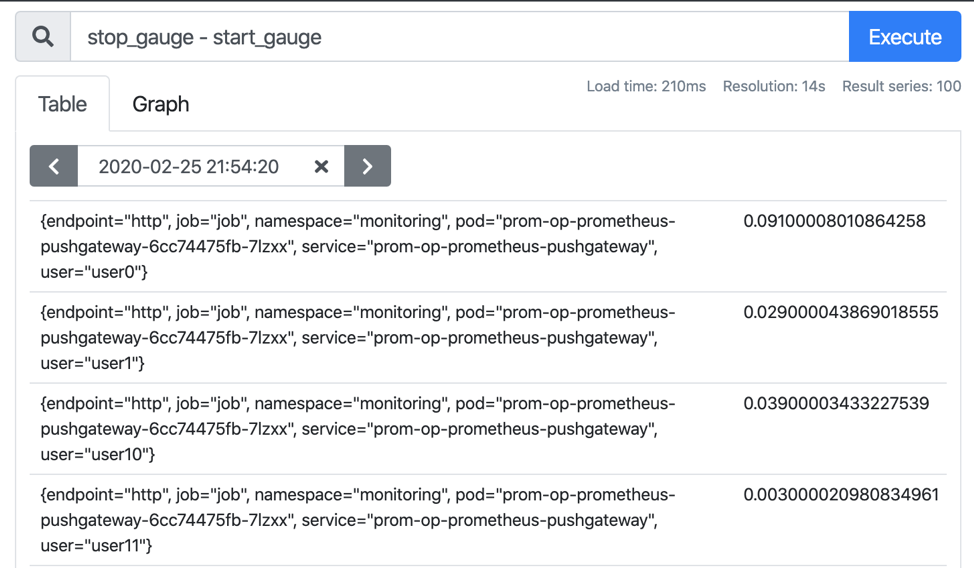 stop_gauge - start_gauge
Execute
Load time: 210ms Resolution: 14s Result series: 100
Table Graph
2020-02-25 21:54:20
{endpoint="http", job="job", namespace="monitoring", pod="prom-op-prometheus- 0.09100008010864258
pushgateway-6cc74475fb-7lzxx", service="prom-op-prometheus-pushgateway",
user="user0"}
{endpoint="http", job="job", namespace="monitoring", pod="prom-op-prometheus- 0.029000043869018555
pushgateway-6cc74475fb-7lzxx", service="prom-op-prometheus-pushgateway",
user="user1"}
{endpoint="http", job="job", namespace="monitoring", pod="prom-op-prometheus- 0.03900003433227539
pushgateway-6cc74475fb-7lzxx", service="prom-op-prometheus-pushgateway",
user="user10"}
{endpoint="http", job="job", namespace="monitoring", pod="prom-op-prometheus- 0.003000020980834961
pushgateway-6cc74475fb-7lzxx", service="prom-op-prometheus-pushgateway",
user="user11"}